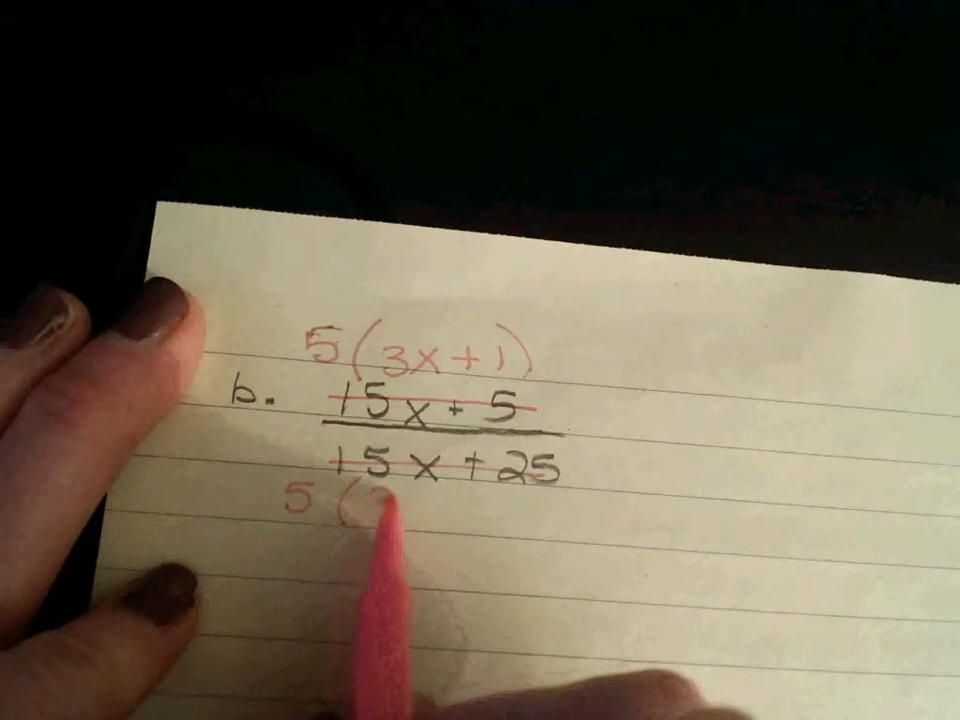 5(3x+1)
b. 15x + 5
15x + 25
5 (